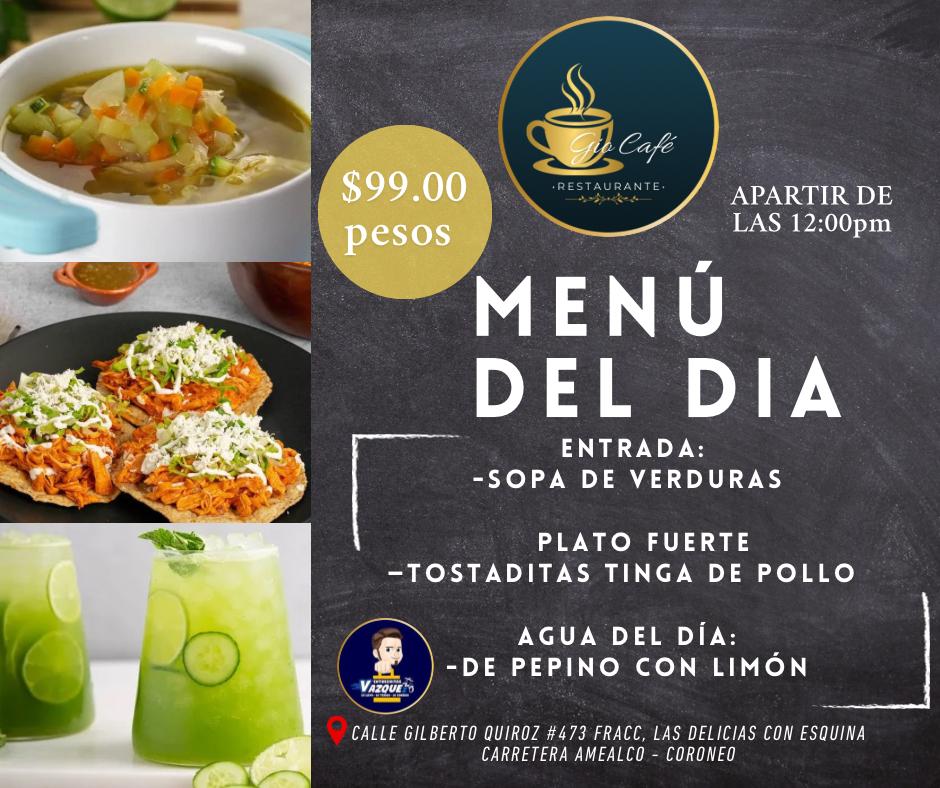 Gio Café
·RESTAURANTE·
$99.00
pesos
APARTIR DE
LAS 12:00pm
MENÚ
DEL DIA
ENTRADA:
-SOPA DE VERDURAS
PLATO FUERTE
–TOSTADITAS TINGA DE POLLO
AGUA DEL DÍA:
-DE PEPINO CON LIMÓN
VAZQUE
CALLE GILBERTO QUIROZ #473 FRACC, LAS DELICIAS CON ESQUINA
CARRETERA AMEALCO - CORONEO